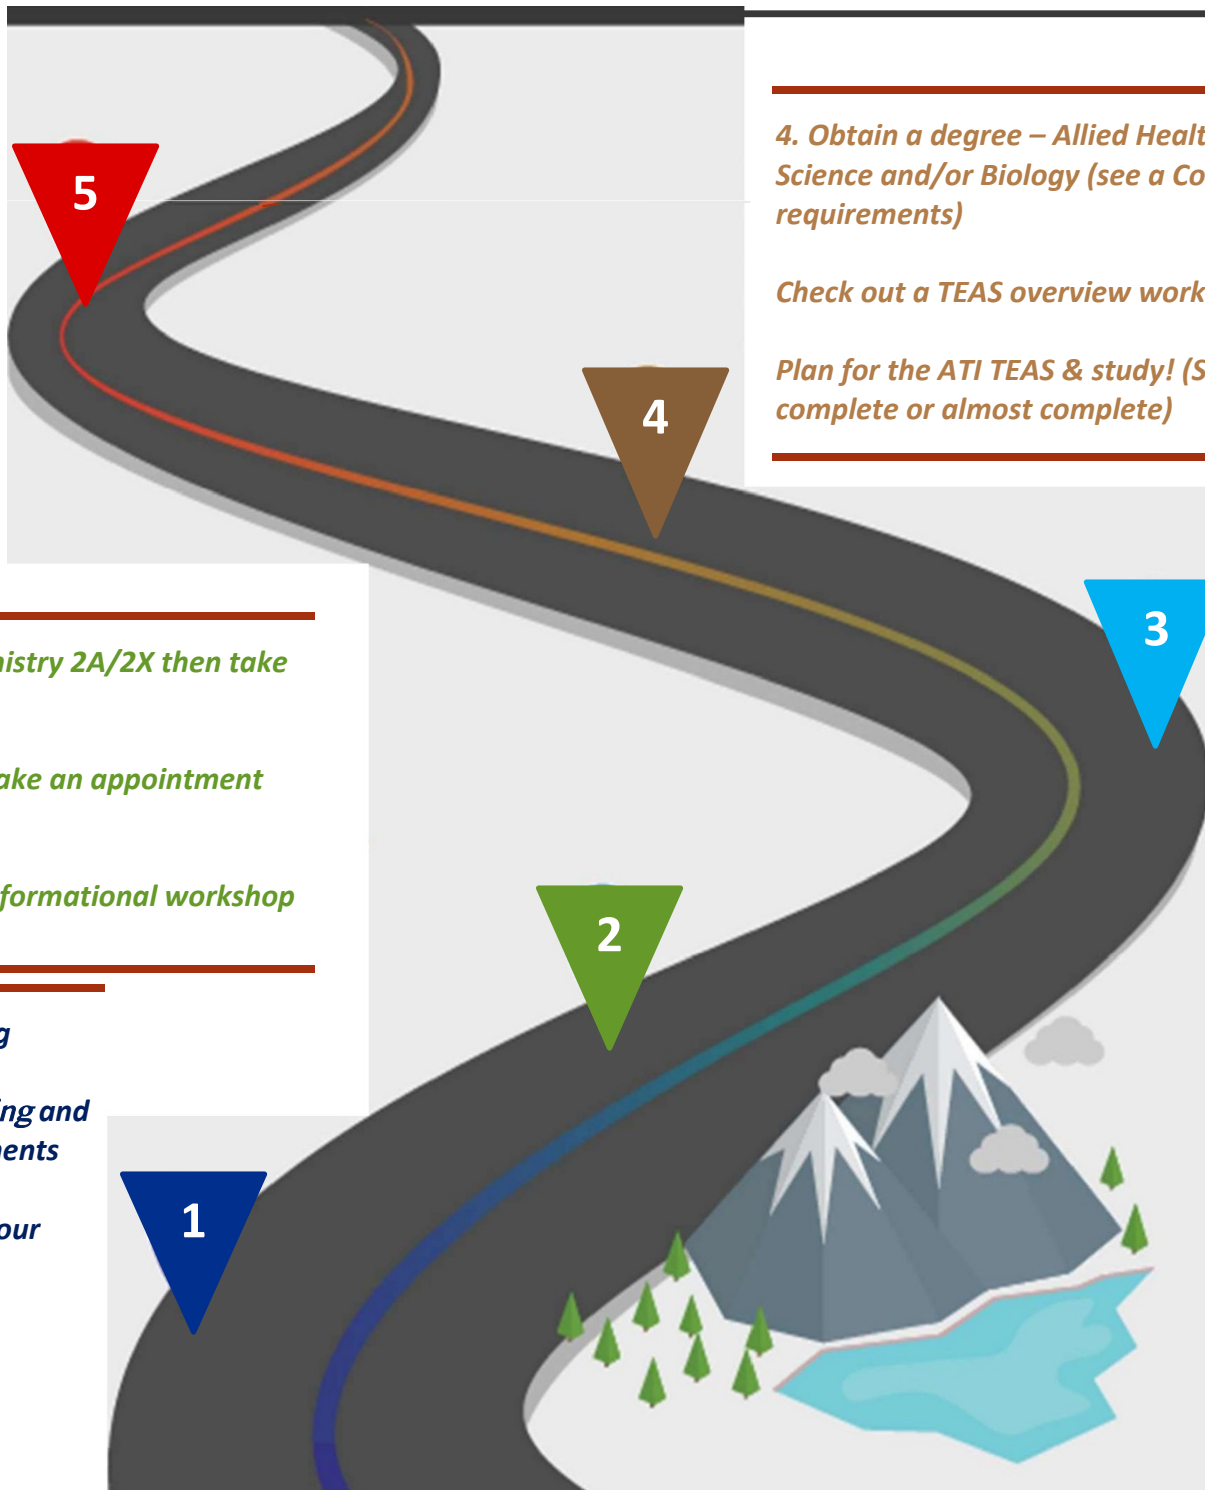 5
4. Obtain a degree – Allied Healt
Science and/or Biology (see a Co
requirements)
Check out a TEAS overview work
Plan for the ATI TEAS & study! (S
complete or almost complete)
4
3
nistry 2A/2X then take
ake an appointment
formational workshop
2
g
ing and
ments
our
1